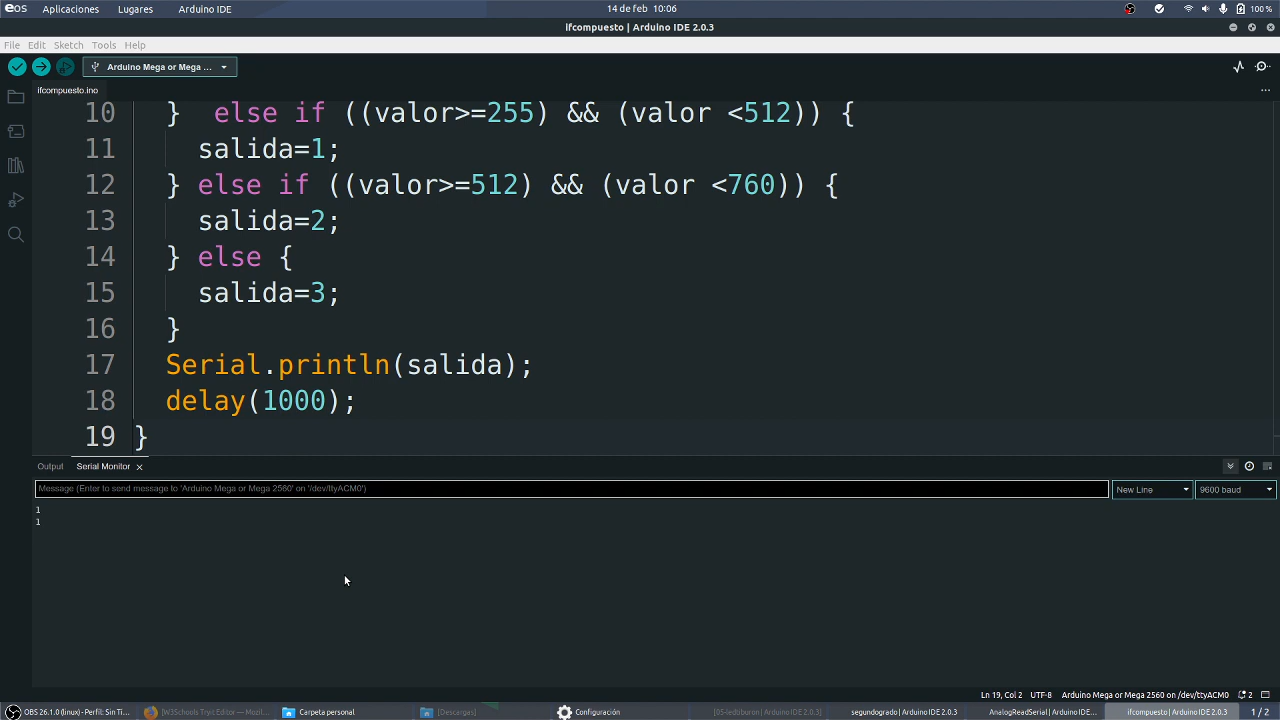 eos Aplicaciones Lugares Arduino IDE 14 de feb 10:06 100 %
ifcompuesto | Arduino IDE 2.0.3
File Edit Sketch Tools Help
Arduino Mega or Mega ...
ifcompuesto.ino
10 } else if ((valor>=255) && (valor <512)) {
11 salida=1;
12 } else if ((valor>=512) && (valor <760)) {
13 salida=2;
14 } else {
15 salida=3;
16 }
17 Serial.println(salida);
18 delay(1000);
19 }
Output Serial Monitor
Message (Enter to send message to 'Arduino Mega or Mega 2560' on '/dev/ttyACM0') New Line 9600 baud
1
1
Ln 19, Col 2 UTF-8 Arduino Mega or Mega 2560 on /dev/ttyACM0 2
OBS 26.1.0 (linux) - Perfil: Sin Ti... [W3Schools Tryit Editor — Mozil... Carpeta personal [Descargas] Configuración [05-ledoburon | Arduino IDE 2.0.3] segundogrado | Arduino IDE 2.0.3 AnalogReadSerial | Arduino IDE... ifcompuesto | Arduino IDE 2.0.3 1 / 2